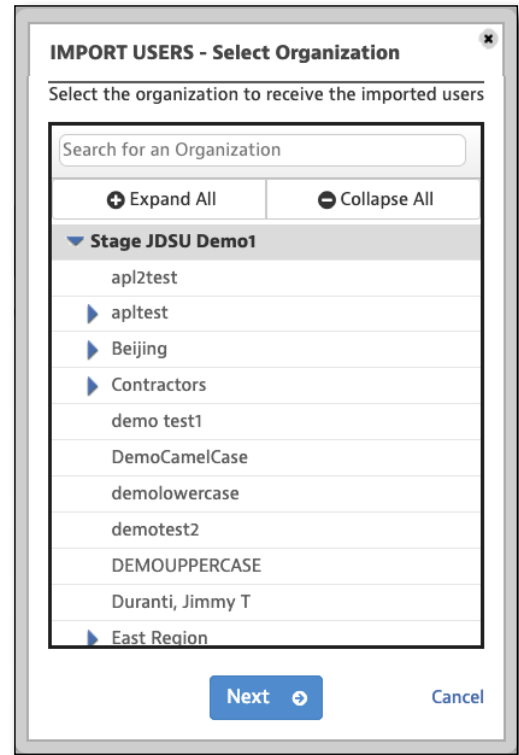 IMPORT USERS - Select Organization
Select the organization to receive the imported users
Search for an Organization
Expand All Collapse All
Stage JDSU Demo1
apl2test
apltest
Beijing
Contractors
demo test1
DemoCamelCase
demolowercase
demotest2
DEMOUPPERCASE
Duranti, Jimmy T
East Region
Next Cancel